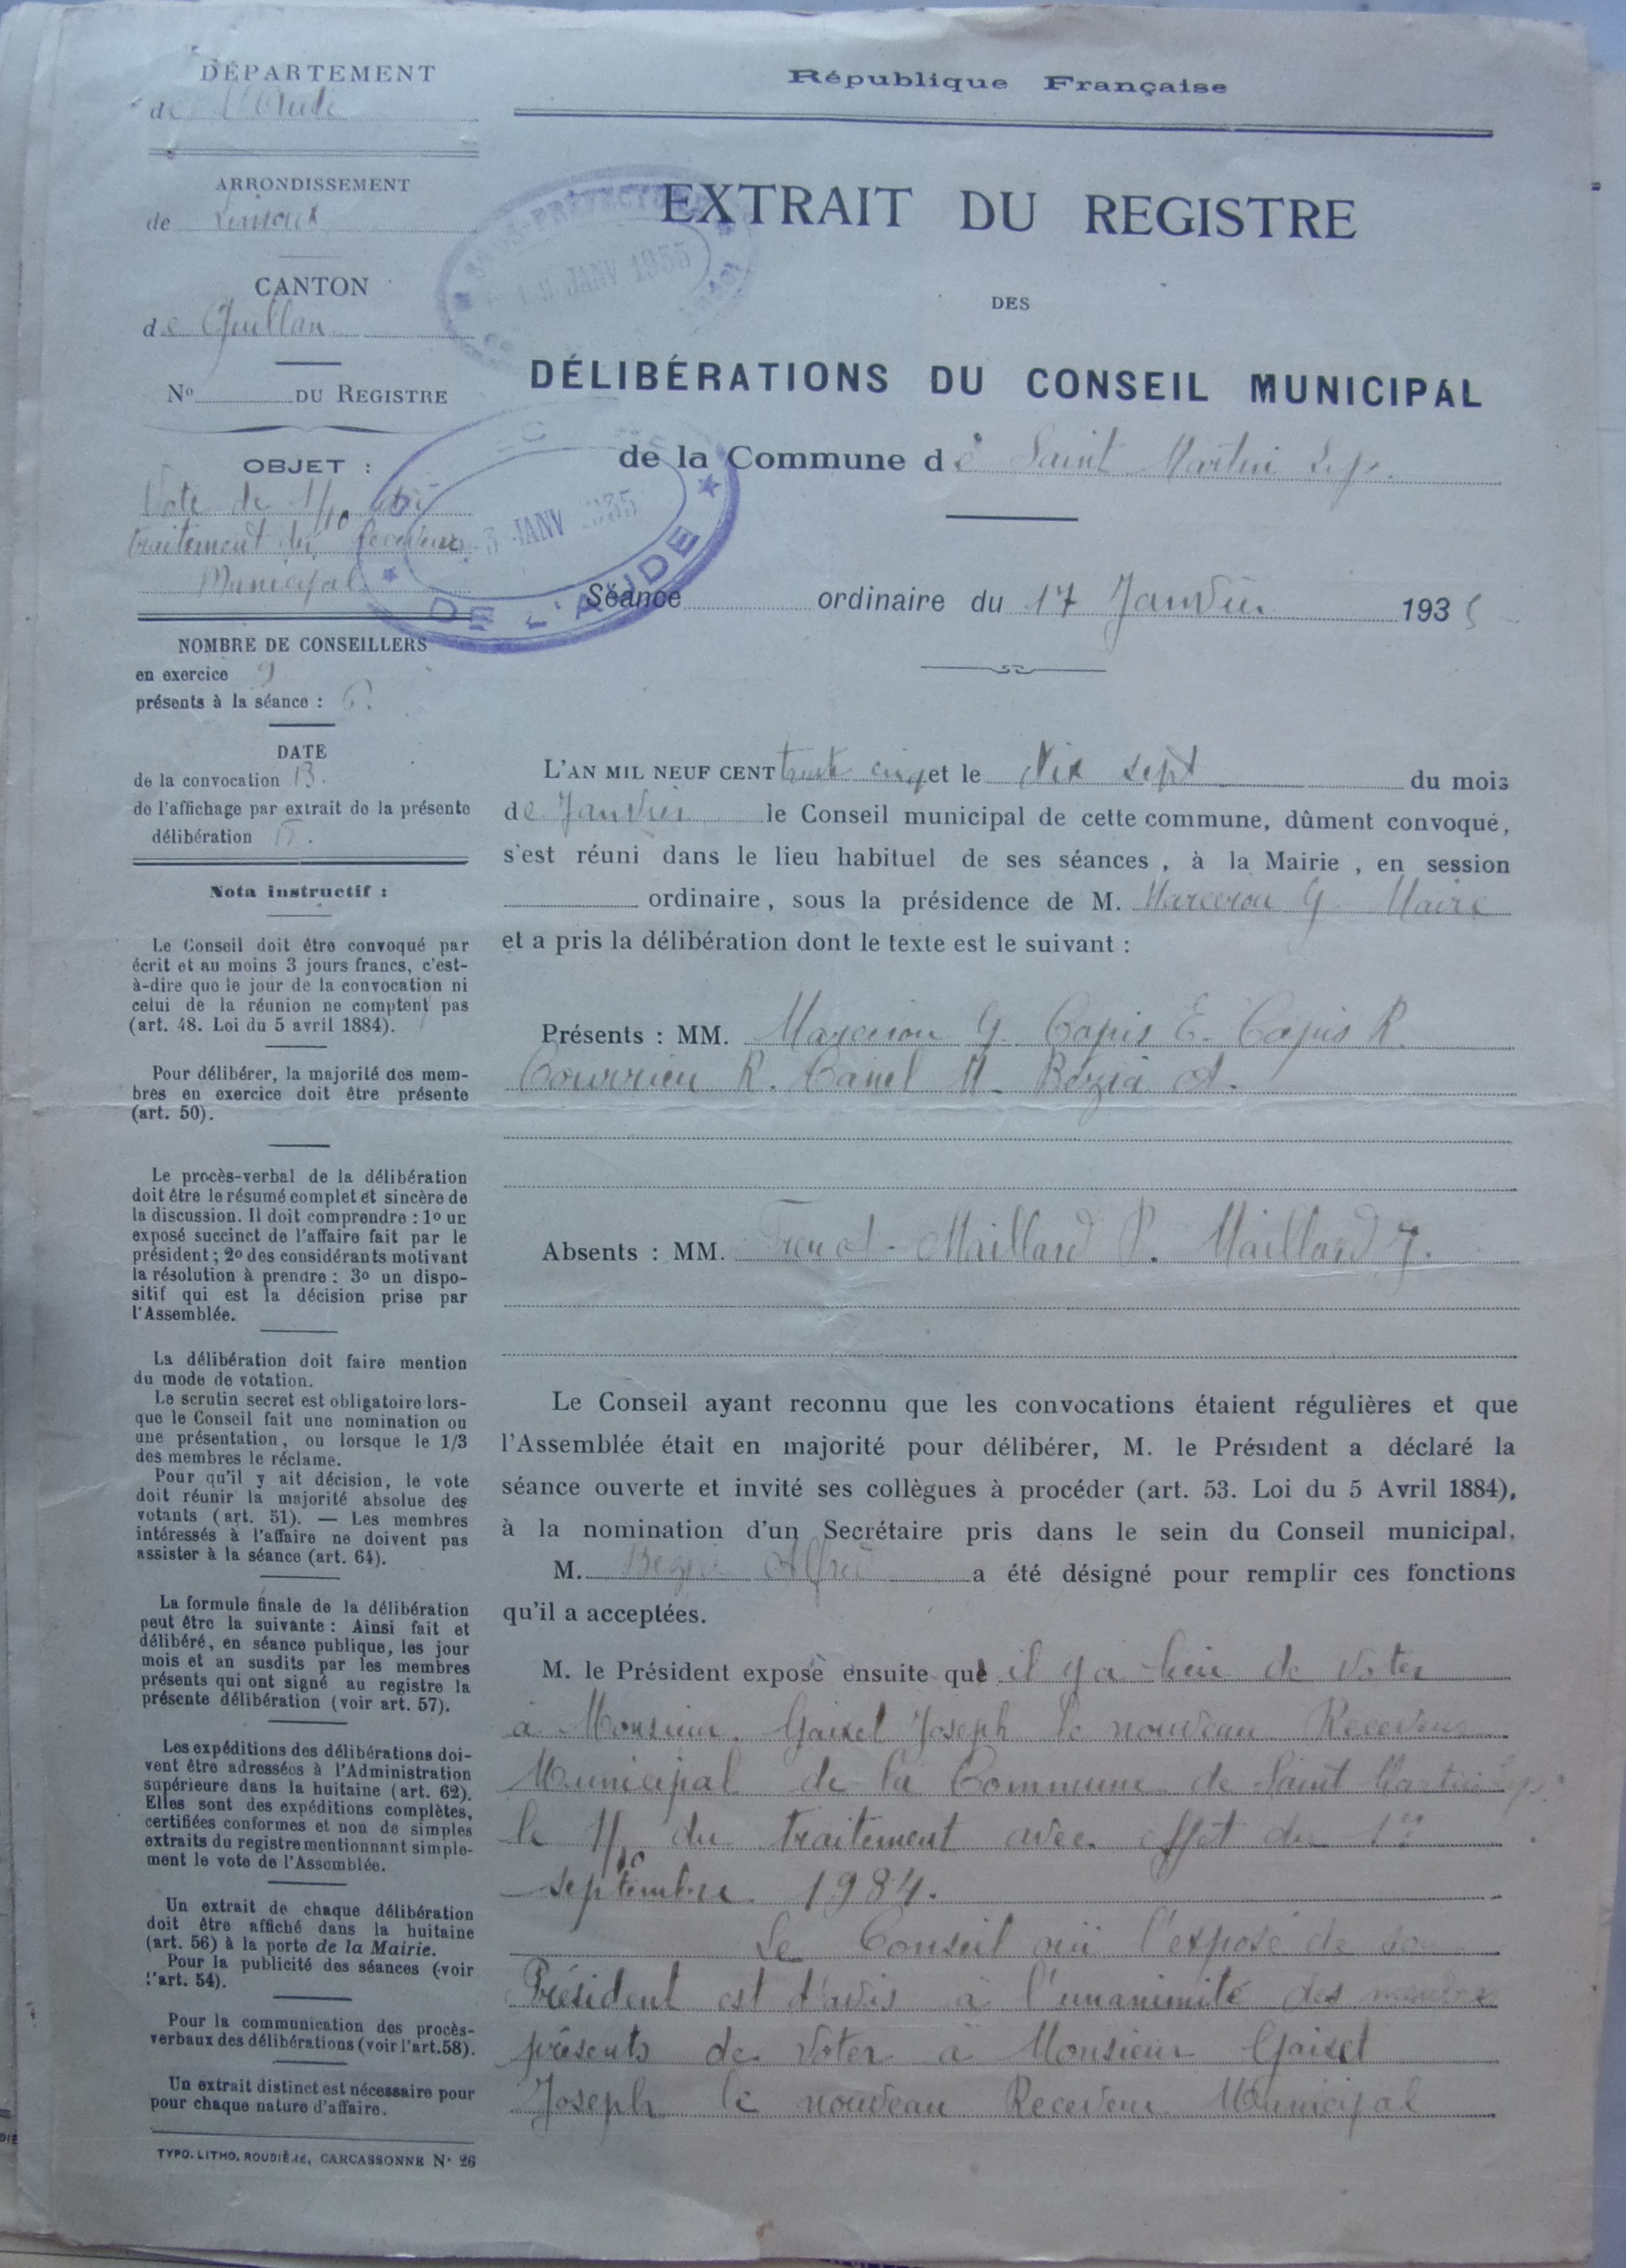 DÉPARTEMENT
de l'Aude
ARRONDISSEMENT
de Limoux
CANTON
de Quillan
No DU REGISTRE
OBJET :
Vote de 1/10 du
traitement du Receveur
Municipal
NOMBRE DE CONSEILLERS
en exercice 9
présents à la séance : 6.
DATE
de la convocation 13.
de l'affichage par extrait de la présente
délibération
Nota instructif :
Le Conseil doit être convoqué par
écrit et au moins 3 jours francs, c'est-
à-dire que le jour de la convocation ni
celui de la réunion ne comptent pas
(art. 48. Loi du 5 avril 1884).
Pour délibérer, la majorité des mem-
bres en exercice doit être présente
(art. 50).
Le procès-verbal de la délibération
doit être le résumé complet et sincère de
la discussion. Il doit comprendre : 1o un
exposé succinct de l'affaire fait par le
président ; 2o des considérants motivant
la résolution à prendre : 3o un dispo-
sitif qui est la décision prise par
l'Assemblée.
La délibération doit faire mention
du mode de votation.
Le scrutin secret est obligatoire lors-
que le Conseil fait une nomination ou
une présentation, ou lorsque le 1/3
des membres le réclame.
Pour qu'il y ait décision, le vote
doit réunir la majorité absolue des
votants (art. 51). — Les membres
intéressés à l'affaire ne doivent pas
assister à la séance (art. 64).
La formule finale de la délibération
peut être la suivante : Ainsi fait et
délibéré, en séance publique, les jour
mois et an susdits par les membres
présents qui ont signé au registre la
présente délibération (voir art. 57).
Les expéditions des délibérations doi-
vent être adressées à l'Administration
supérieure dans la huitaine (art. 62).
Elles sont des expéditions complètes,
certifiées conformes et non de simples
extraits du registre mentionnant simple-
ment le vote de l'Assemblée.
Un extrait de chaque délibération
doit être affiché dans la huitaine
(art. 56) à la porte de la Mairie.
Pour la publicité des séances (voir
l'art. 54).
Pour la communication des procès-
verbaux des délibérations (voir l'art. 58).
Un extrait distinct est nécessaire pour
pour chaque nature d'affaire.
TYPO. LITHO. ROUDIÈRE, CARCASSONNE No 26
République Française
SOUS-PRÉFECTURE
19 JANV 1935
EXTRAIT DU REGISTRE
DES
DÉLIBÉRATIONS DU CONSEIL MUNICIPAL
de la Commune de Saint Martin Lys.
3 JANV 1935
DE L'AUDE
Séance ordinaire du 17 Janvier 1935
L'AN MIL NEUF CENT trente cinq et le dix sept du mois
de Janvier le Conseil municipal de cette commune, dûment convoqué,
s'est réuni dans le lieu habituel de ses séances, à la Mairie, en session
ordinaire, sous la présidence de M. Marcerou G. Maire
et a pris la délibération dont le texte est le suivant :
Présents : MM. Marcerou G. Capis E. Capis R.
Courrieu R. Canel M. Bezia A.
Absents : MM. A. Maillard P. Maillard J.
Le Conseil ayant reconnu que les convocations étaient régulières et que
l'Assemblée était en majorité pour délibérer, M. le Président a déclaré la
séance ouverte et invité ses collègues à procéder (art. 53. Loi du 5 Avril 1884),
à la nomination d'un Secrétaire pris dans le sein du Conseil municipal.
M. Bezia Alfred a été désigné pour remplir ces fonctions
qu'il a acceptées.
M. le Président expose ensuite que il y a lieu de voter
à Monsieur Gaixet Joseph le nouveau Receveur
Municipal de la Commune de Saint Martin Lys.
le 1/10 du traitement avec effet du 1er
septembre 1934.
Le Conseil ouï l'exposé de son
Président est d'avis à l'unanimité des membres
présents de voter à Monsieur Gaixet
Joseph le nouveau Receveur Municipal